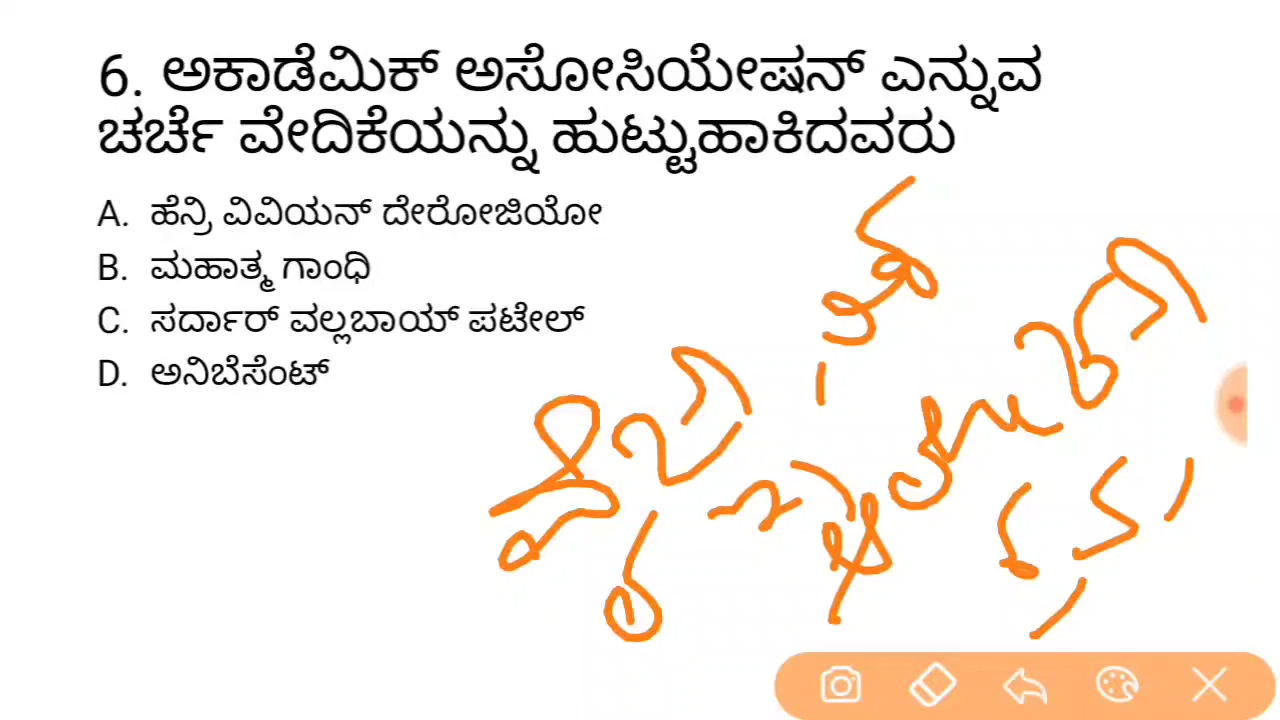 6. ಅಕಾಡೆಮಿಕ್ ಅಸೋಸಿಯೇಷನ್ ಎನ್ನುವ
ಚರ್ಚೆ ವೇದಿಕೆಯನ್ನು ಹುಟ್ಟುಹಾಕಿದವರು
A. ಹೆನ್ರಿ ವಿವಿಯನ್ ದೇರೋಜಿಯೋ
B. ಮಹಾತ್ಮ ಗಾಂಧಿ
C. ಸರ್ದಾರ್ ವಲ್ಲಬಾಯ್ ಪಟೇಲ್
D. ಅನಿಬೆಸೆಂಟ್